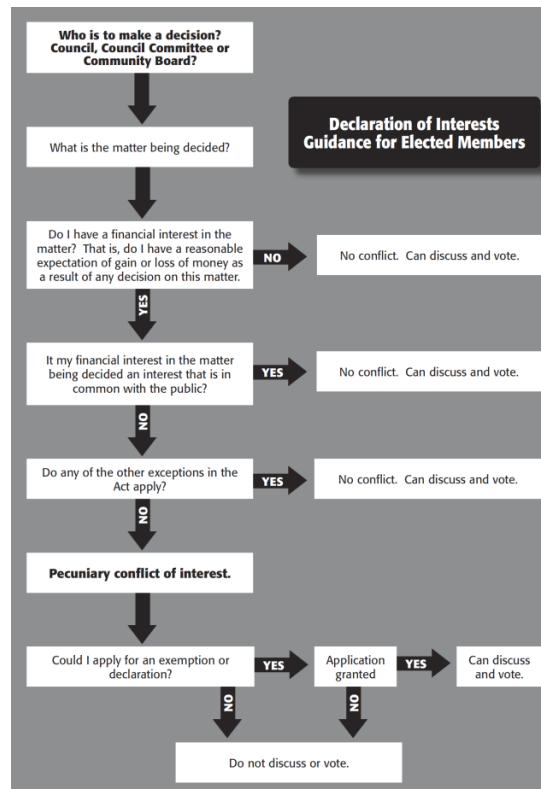 Who is to make a decision?
Council, Council Committee or
Community Board?
Declaration of Interests
Guidance for Elected Members
What is the matter being decided?
Do I have a financial interest in the
matter? That is, do I have a reasonable
expectation of gain or loss of money as
a result of any decision on this matter.
NO
No conflict. Can discuss and vote.
YES
It my financial interest in the matter
being decided an interest that is in
common with the public?
YES
No conflict. Can discuss and vote.
NO
Do any of the other exceptions in the
Act apply?
YES
No conflict. Can discuss and vote.
NO
Pecuniary conflict of interest.
Could I apply for an exemption or
declaration?
YES
Application
granted
YES
Can discuss
and vote.
NO
NO
Do not discuss or vote.